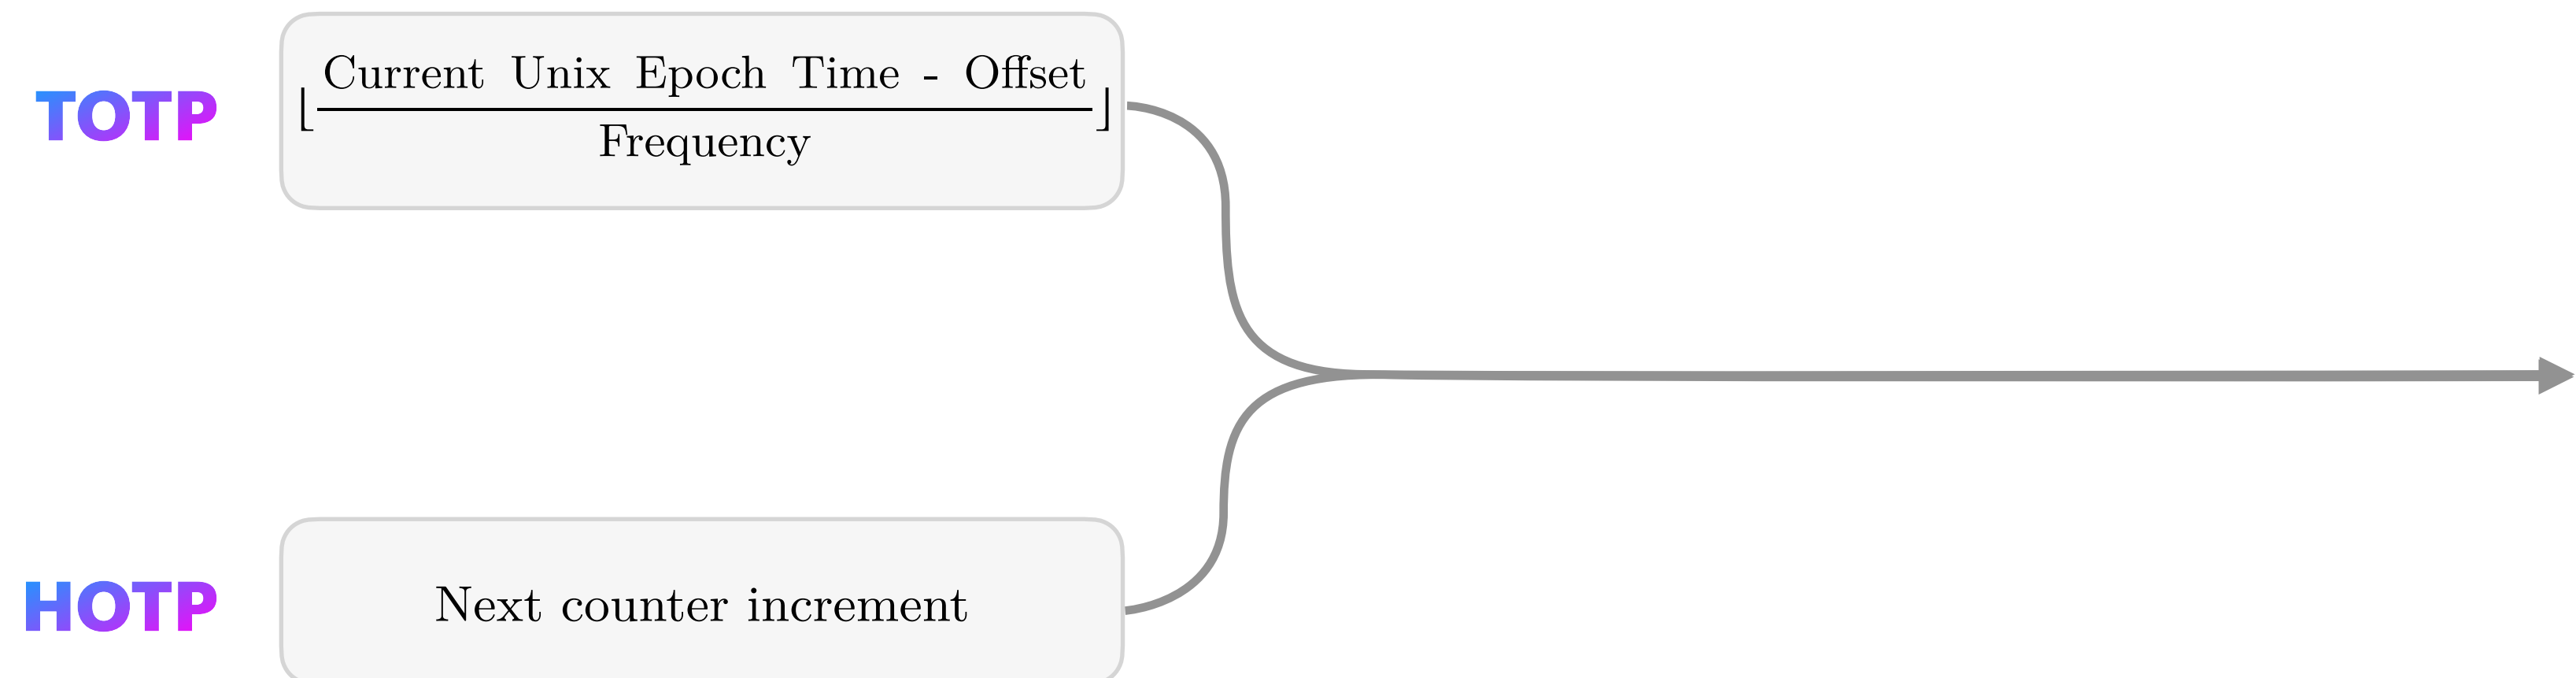 TOTP
⌊Current Unix Epoch Time - Offset⌋
Frequency
HOTP
Next counter increment